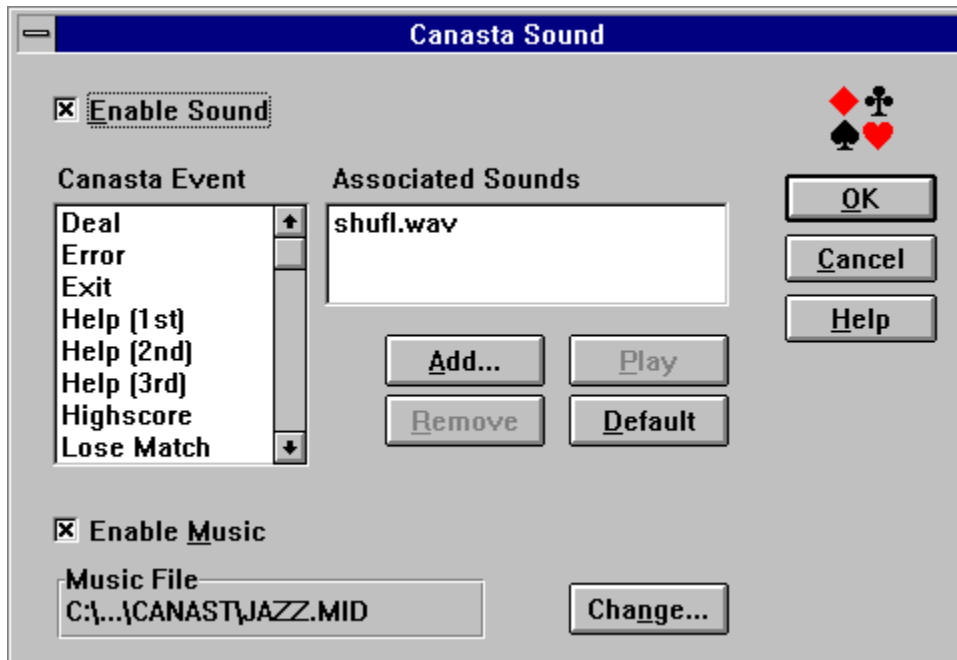 Canasta Sound
Enable Sound
Canasta Event
Associated Sounds
Deal
Error
Exit
Help (1st)
Help (2nd)
Help (3rd)
Highscore
Lose Match
shufl.wav
OK
Cancel
Help
Add...
Play
Remove
Default
Enable Music
Music File
C:\...\CANAST\JAZZ.MID
Change...